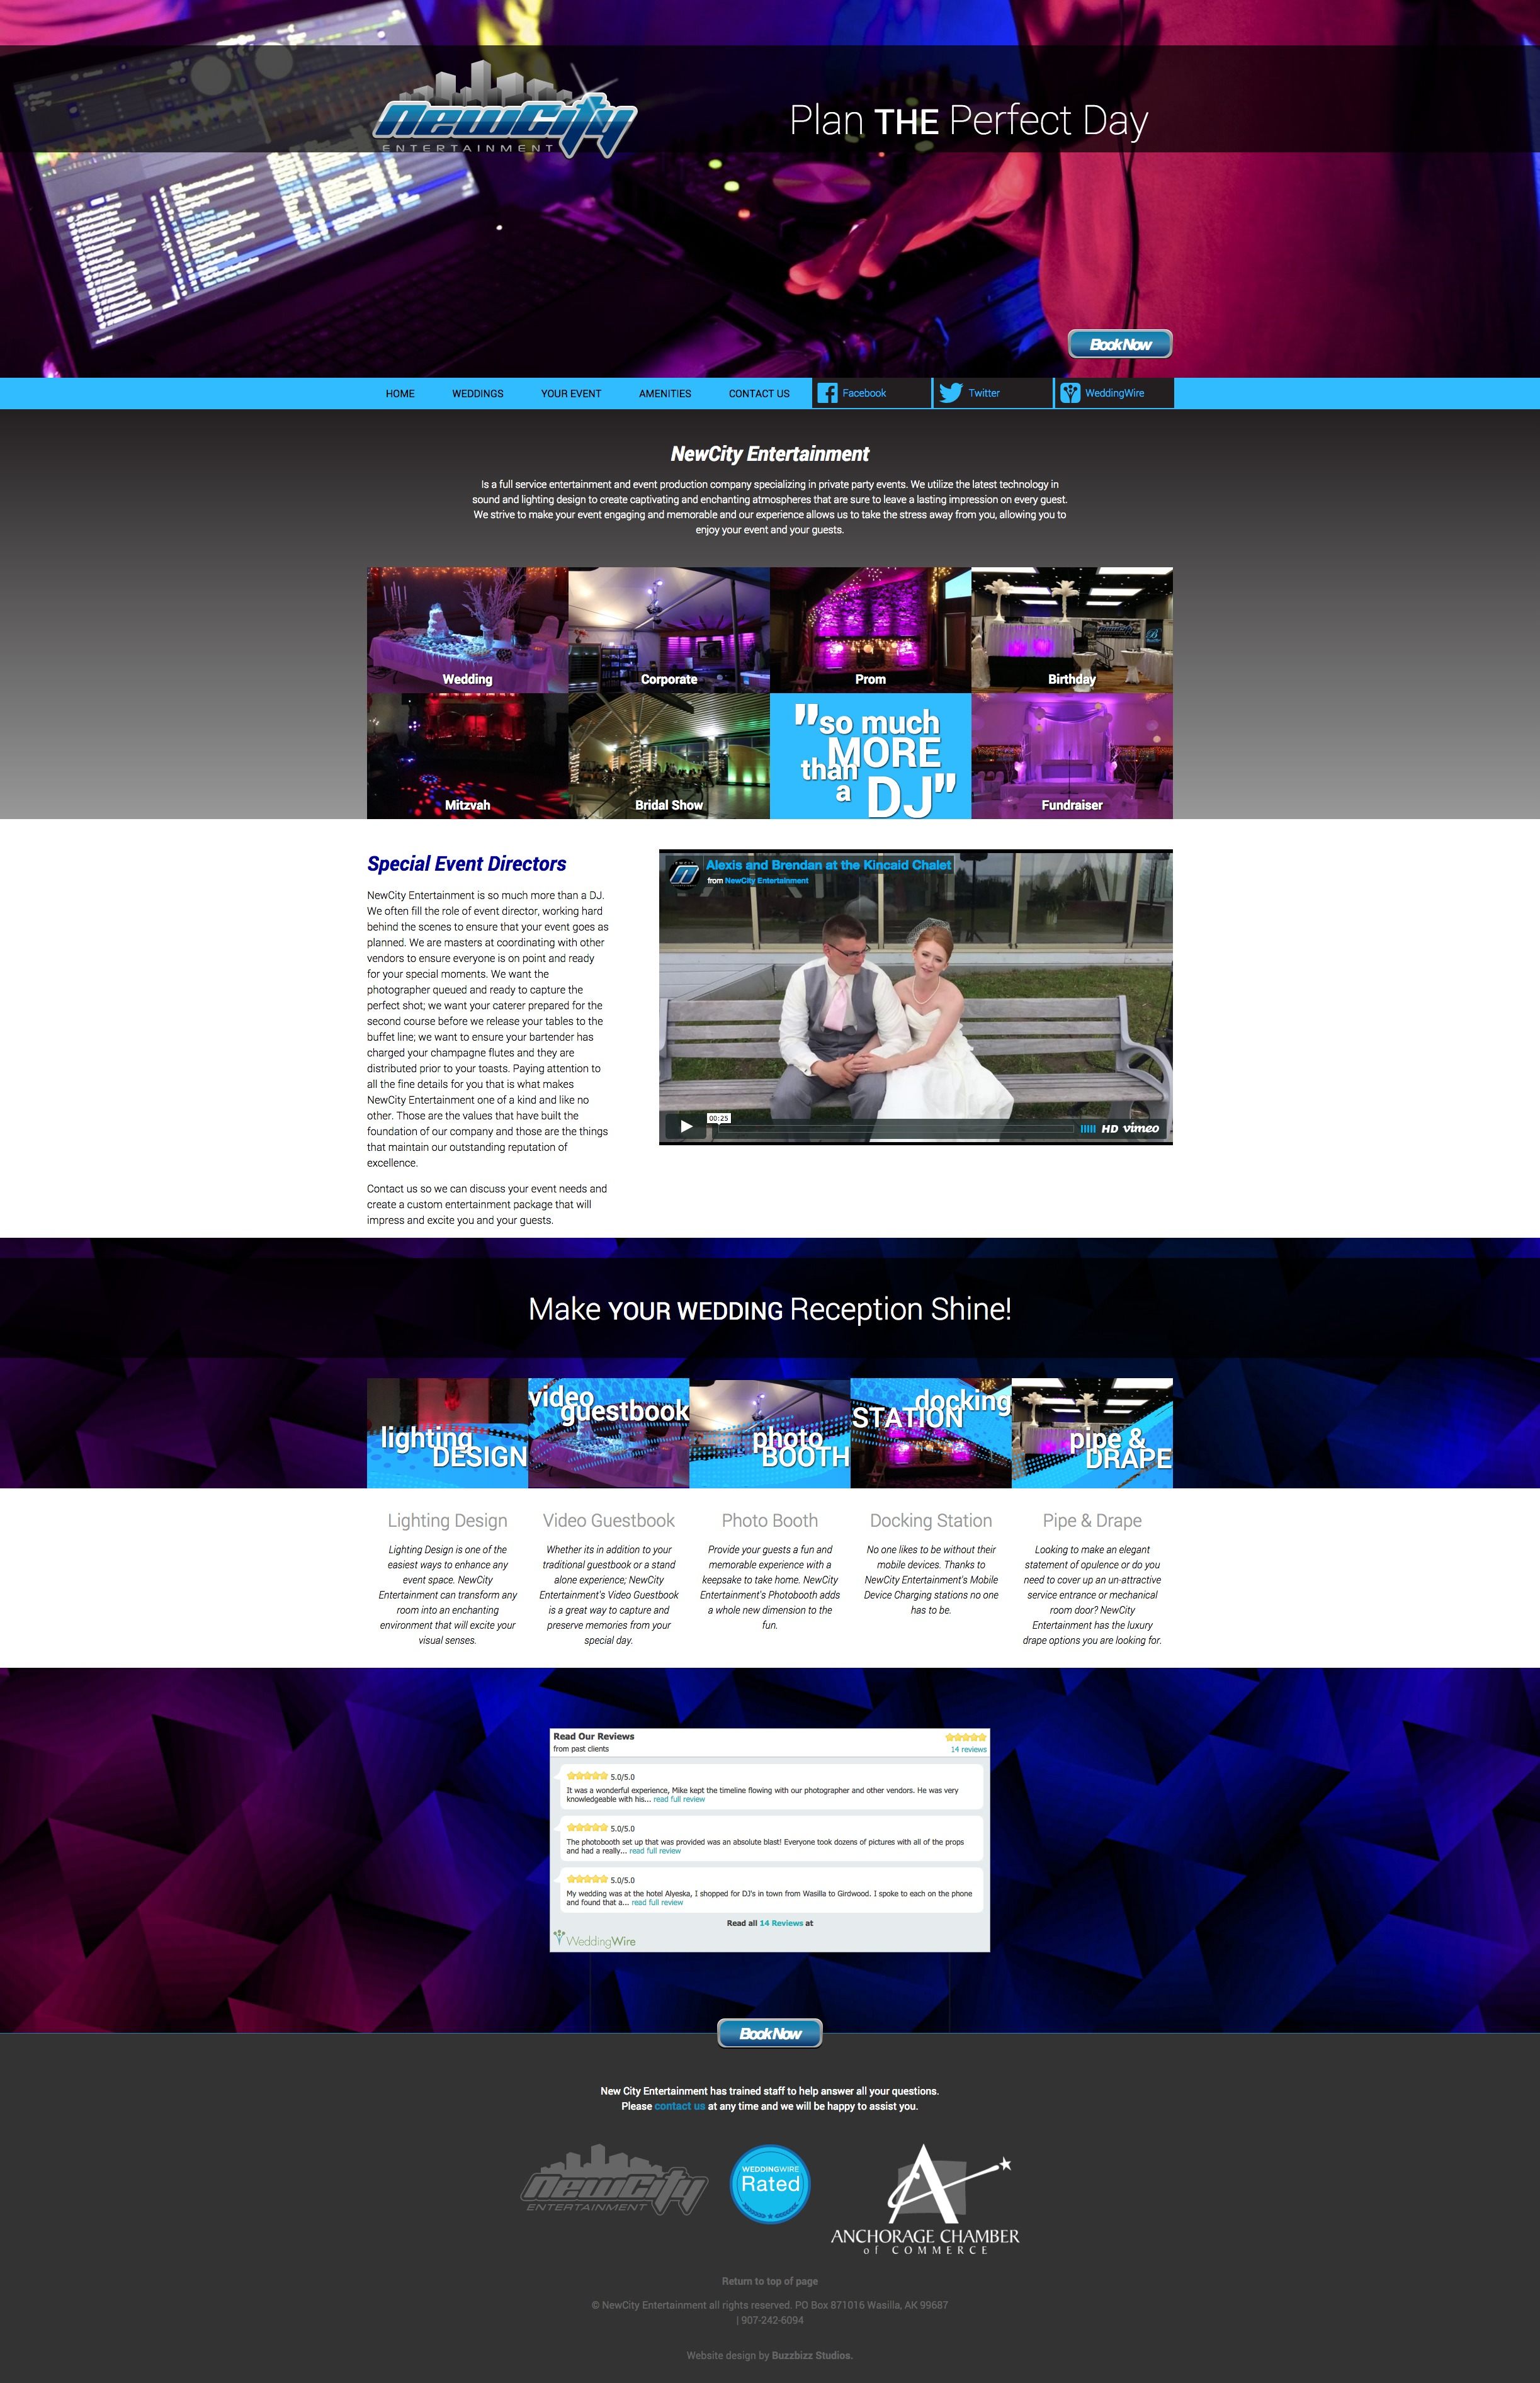 NewCity
ENTERTAINMENT
Plan THE Perfect Day
Book Now
HOME
WEDDINGS
YOUR EVENT
AMENITIES
CONTACT US
Facebook
Twitter
WeddingWire
NewCity Entertainment
Is a full service entertainment and event production company specializing in private party events. We utilize the latest technology in
sound and lighting design to create captivating and enchanting atmospheres that are sure to leave a lasting impression on every guest.
We strive to make your event engaging and memorable and our experience allows us to take the stress away from you, allowing you to
enjoy your event and your guests.
Wedding
Corporate
Prom
Birthday
Mitzvah
Bridal Show
"so much
MORE
than
a DJ"
Fundraiser
Special Event Directors
NewCity Entertainment is so much more than a DJ.
We often fill the role of event director, working hard
behind the scenes to ensure that your event goes as
planned. We are masters at coordinating with other
vendors to ensure everyone is on point and ready
for your special moments. We want the
photographer queued and ready to capture the
perfect shot; we want your caterer prepared for the
second course before we release your tables to the
buffet line; we want to ensure your bartender has
charged your champagne flutes and they are
distributed prior to your toasts. Paying attention to
all the fine details for you that is what makes
NewCity Entertainment one of a kind and like no
other. Those are the values that have built the
foundation of our company and those are the things
that maintain our outstanding reputation of
excellence.
Contact us so we can discuss your event needs and
create a custom entertainment package that will
impress and excite you and your guests.
Alexis and Brendan at the Kincaid Chalet
from NewCity Entertainment
00:25
HD vimeo
Make YOUR WEDDING Reception Shine!
lighting
DESIGN
video
guestbook
photo
BOOTH
docking
STATION
pipe &
DRAPE
Lighting Design
Lighting Design is one of the
easiest ways to enhance any
event space. NewCity
Entertainment can transform any
room into an enchanting
environment that will excite your
visual senses.
Video Guestbook
Whether its in addition to your
traditional guestbook or a stand
alone experience; NewCity
Entertainment's Video Guestbook
is a great way to capture and
preserve memories from your
special day.
Photo Booth
Provide your guests a fun and
memorable experience with a
keepsake to take home. NewCity
Entertainment's Photobooth adds
a whole new dimension to the
fun.
Docking Station
No one likes to be without their
mobile devices. Thanks to
NewCity Entertainment's Mobile
Device Charging stations no one
has to be.
Pipe & Drape
Looking to make an elegant
statement of opulence or do you
need to cover up an un-attractive
service entrance or mechanical
room door? NewCity
Entertainment has the luxury
drape options you are looking for.
Read Our Reviews
from past clients
14 reviews
5.0/5.0
It was a wonderful experience, Mike kept the timeline flowing with our photographer and other vendors. He was very
knowledgeable with his... read full review
5.0/5.0
The photobooth set up that was provided was an absolute blast! Everyone took dozens of pictures with all of the props
and had a really... read full review
5.0/5.0
My wedding was at the hotel Alyeska, I shopped for DJ's in town from Wasilla to Girdwood. I spoke to each on the phone
and found that a... read full review
Read all 14 Reviews at
WeddingWire
Book Now
New City Entertainment has trained staff to help answer all your questions.
Please contact us at any time and we will be happy to assist you.
NewCity
ENTERTAINMENT
WEDDINGWIRE
Rated
ANCHORAGE CHAMBER
of COMMERCE
Return to top of page
© NewCity Entertainment all rights reserved. PO Box 871016 Wasilla, AK 99687
| 907-242-6094
Website design by Buzzbizz Studios.